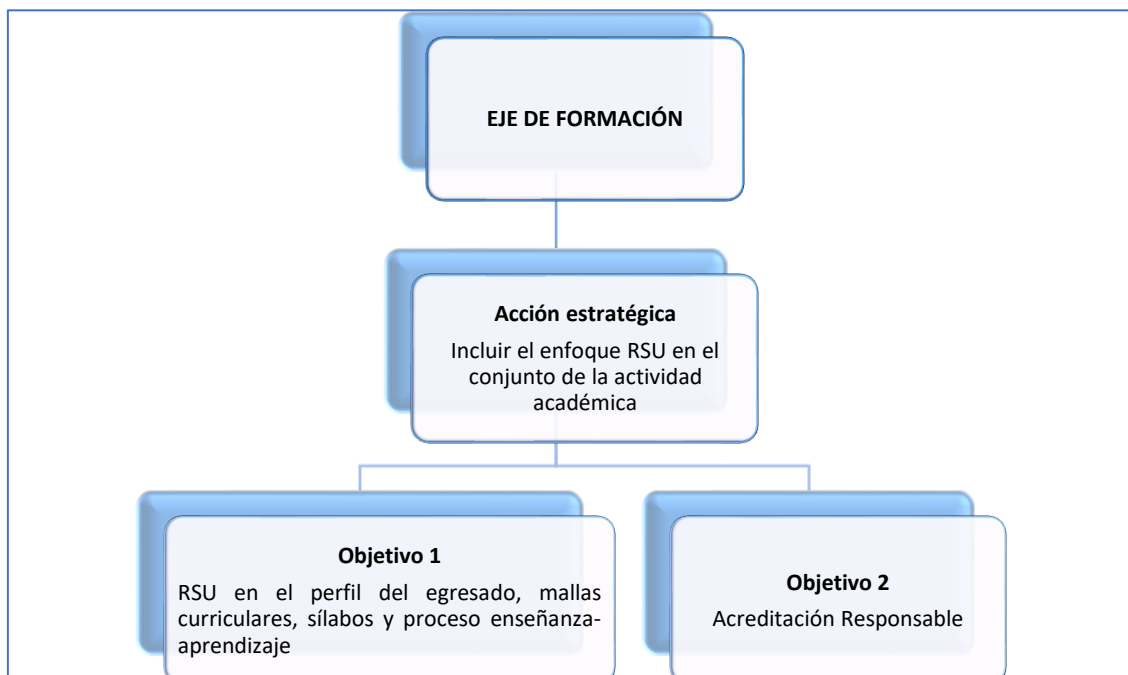 EJE DE FORMACIÓN
Acción estratégica
Incluir el enfoque RSU en el
conjunto de la actividad
académica
Objetivo 1
RSU en el perfil del egresado, mallas
curriculares, sílabos y proceso enseñanza-
aprendizaje
Objetivo 2
Acreditación Responsable